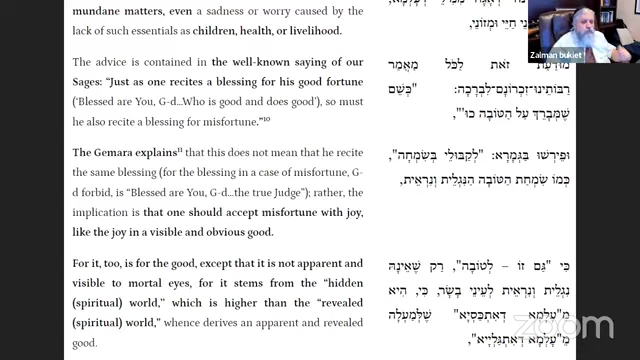 mundane matters, even a sadness or worry caused by the
lack of such essentials as children, health, or livelihood.
The advice is contained in the well-known saying of our
Sages: “Just as one recites a blessing for his good fortune
(‘Blessed are You, G-d...Who is good and does good’), so must
he also recite a blessing for misfortune.”10
The Gemara explains11 that this does not mean that he recite
the same blessing (for the blessing in a case of misfortune, G-
d forbid, is “Blessed are You, G-d...the true Judge”); rather, the
implication is that one should accept misfortune with joy,
like the joy in a visible and obvious good.
For it, too, is for the good, except that it is not apparent and
visible to mortal eyes, for it stems from the “hidden
(spiritual) world,” which is higher than the “revealed
(spiritual) world,” whence derives an apparent and revealed
good.
חַיֵּי וּמְזוֹנֵי,
מוּדַעַת זֹאת לַכֹּל מַאֲמַר
רַבּוֹתֵינוּ-זִכְרוֹנָם-לִבְרָכָה: "כְּשֵׁם
שֶׁמְּבָרֵךְ עַל הַטּוֹבָה כוּ'",
וּפֵירְשׁוּ בַּגְּמָרָא: "לְקַבּוּלֵי בְּשִׂמְחָה",
כְּמוֹ שִׂמְחַת הַטּוֹבָה הַנִּגְלֵית וְנִרְאֵית,
כִּי "גַּם זוֹ – לְטוֹבָה", רַק שֶׁאֵינָהּ
נִגְלֵית וְנִרְאֵית לְעֵינֵי בָשָׂר, כִּי, הִיא
מִ"עַלְמָא דְּאִתְכַּסְיָא" שֶׁלְּמַעְלָה
מֵ"עַלְמָא דְּאִתְגַּלְיָיא",
Zalman bukiet
zoom